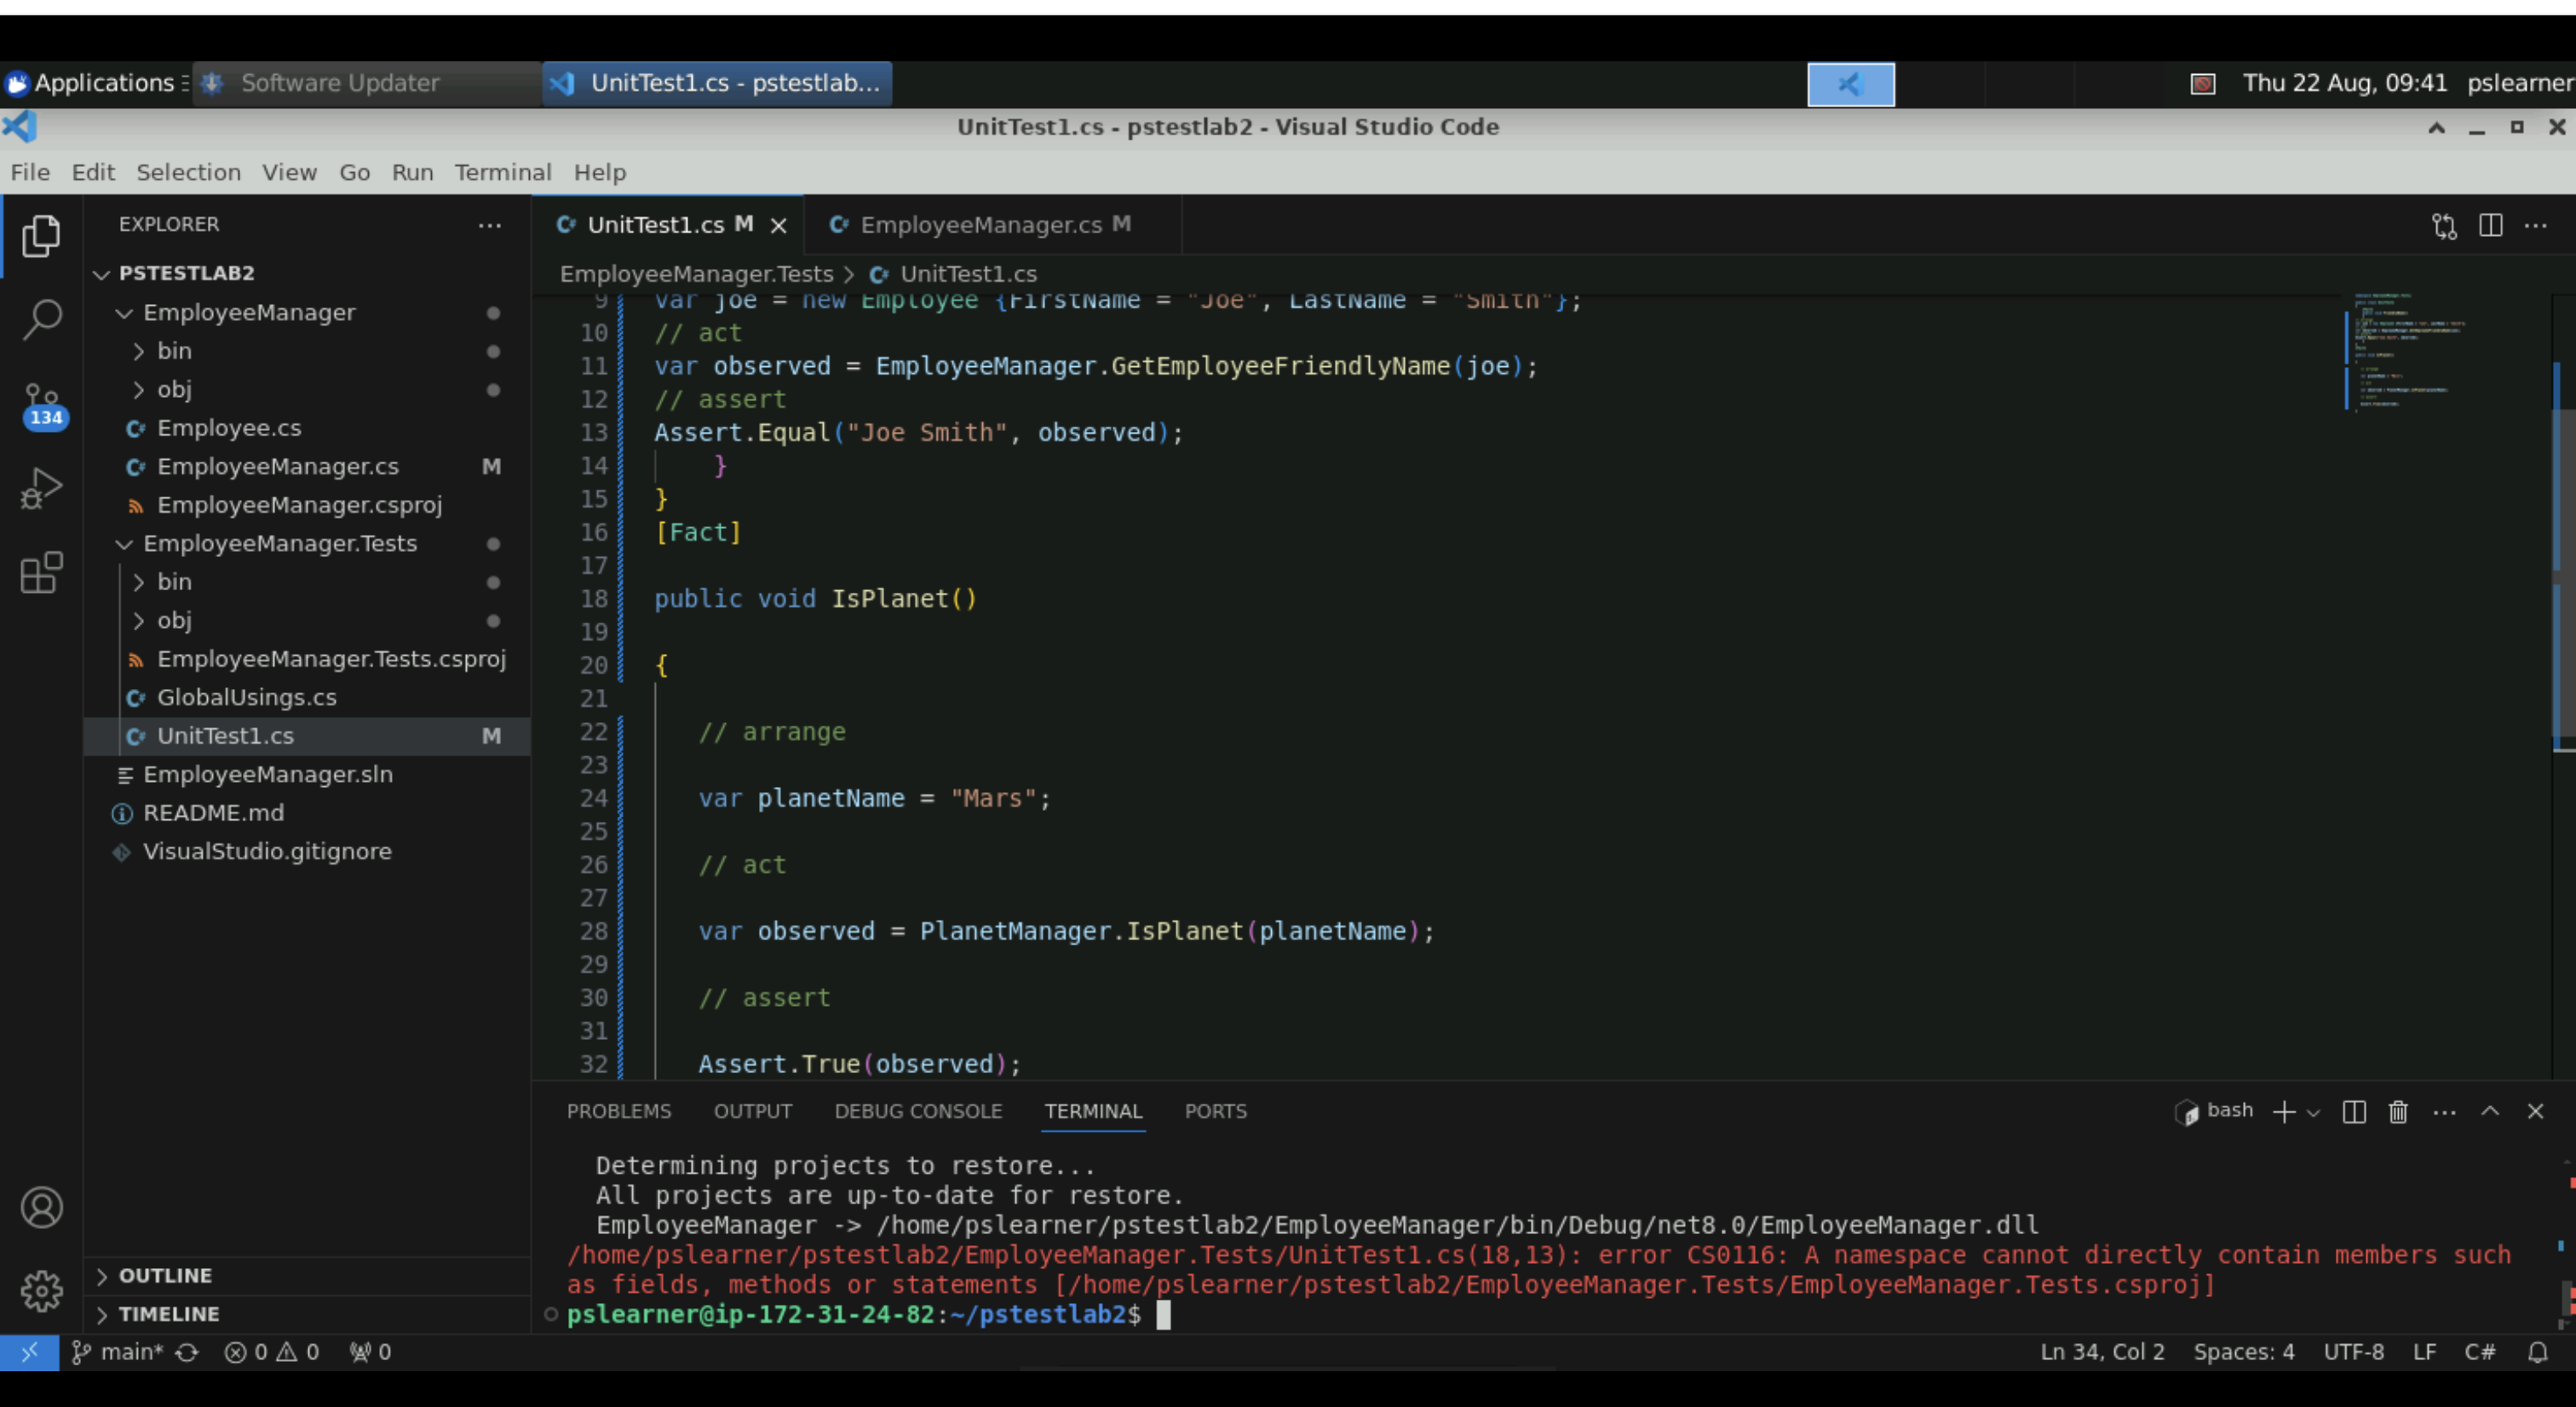 Applications Software Updater UnitTest1.cs - pstestlab... Thu 22 Aug, 09:41 pslearner
UnitTest1.cs - pstestlab2 - Visual Studio Code
File Edit Selection View Go Run Terminal Help
EXPLORER ...
PSTESTLAB2
EmployeeManager
bin
obj
Employee.cs
EmployeeManager.cs M
EmployeeManager.csproj
EmployeeManager.Tests
bin
obj
EmployeeManager.Tests.csproj
GlobalUsings.cs
UnitTest1.cs M
EmployeeManager.sln
README.md
VisualStudio.gitignore
OUTLINE
TIMELINE
134
UnitTest1.cs M EmployeeManager.cs M
EmployeeManager.Tests > UnitTest1.cs
9 var joe = new Employee {FirstName = "Joe", LastName = "Smith"};
10 // act
11 var observed = EmployeeManager.GetEmployeeFriendlyName(joe);
12 // assert
13 Assert.Equal("Joe Smith", observed);
14 }
15 }
16 [Fact]
17
18 public void IsPlanet()
19
20 {
21
22 // arrange
23
24 var planetName = "Mars";
25
26 // act
27
28 var observed = PlanetManager.IsPlanet(planetName);
29
30 // assert
31
32 Assert.True(observed);
PROBLEMS OUTPUT DEBUG CONSOLE TERMINAL PORTS bash
Determining projects to restore...
All projects are up-to-date for restore.
EmployeeManager -> /home/pslearner/pstestlab2/EmployeeManager/bin/Debug/net8.0/EmployeeManager.dll
/home/pslearner/pstestlab2/EmployeeManager.Tests/UnitTest1.cs(18,13): error CS0116: A namespace cannot directly contain members such
as fields, methods or statements [/home/pslearner/pstestlab2/EmployeeManager.Tests/EmployeeManager.Tests.csproj]
pslearner@ip-172-31-24-82:~/pstestlab2$
main* 0 0 0 Ln 34, Col 2 Spaces: 4 UTF-8 LF C#